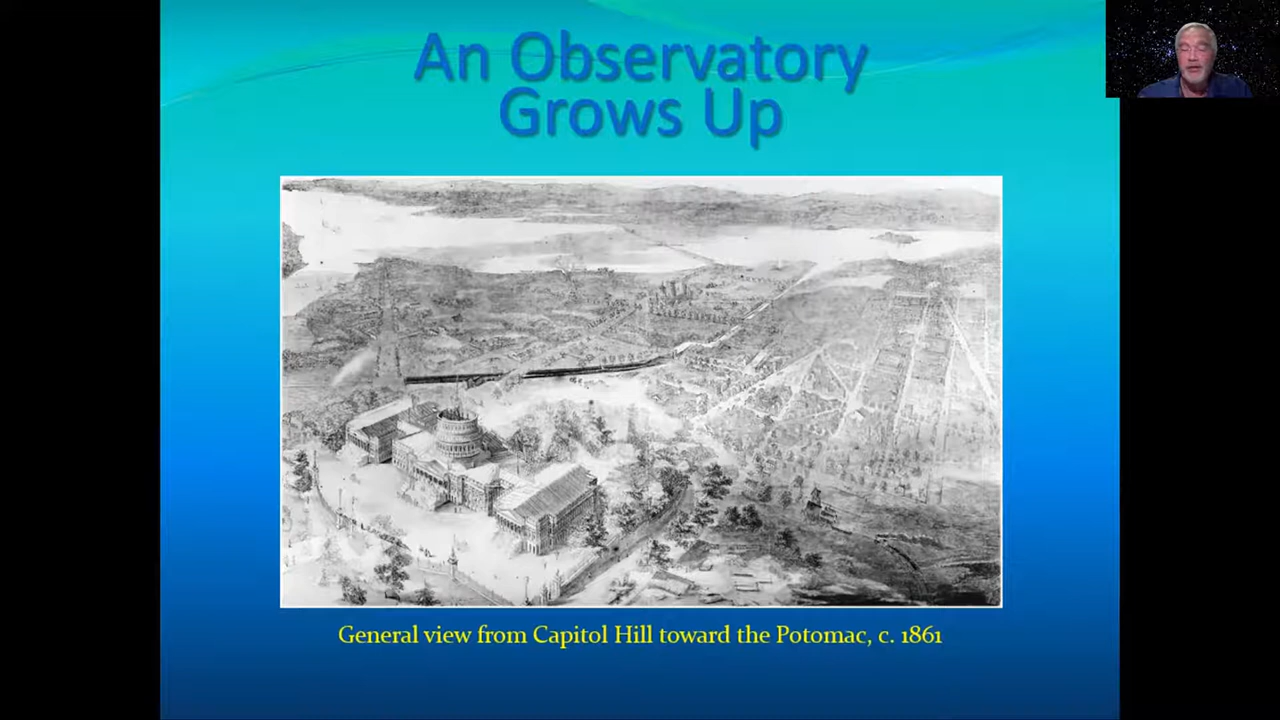 An Observatory
Grows Up
General view from Capitol Hill toward the Potomac, c. 1861